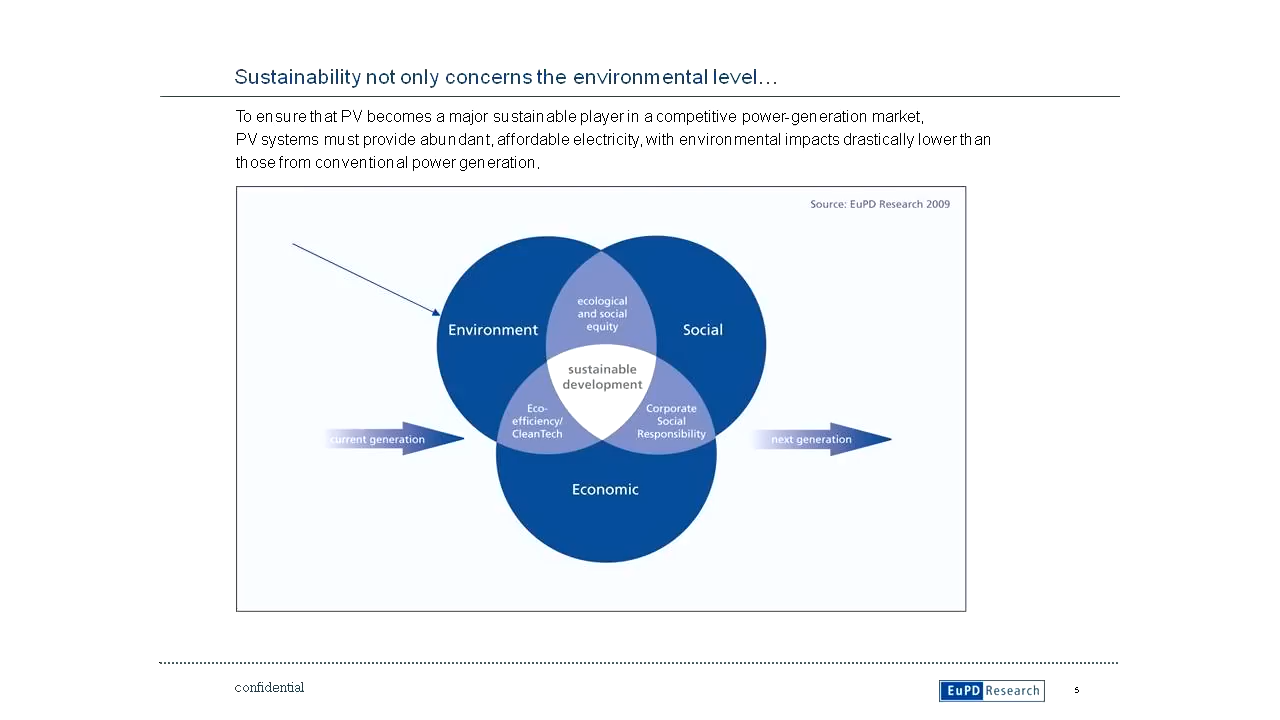 Sustainability not only concerns the environmental level…
To ensure that PV becomes a major sustainable player in a competitive power-generation market,
PV systems must provide abundant, affordable electricity, with environmental impacts drastically lower than
those from conventional power generation.
Source: EuPD Research 2009
ecological
and social
equity
Environment
Social
sustainable
development
Eco-
efficiency/
CleanTech
Corporate
Social
Responsibility
current generation
next generation
Economic
confidential
EuPD Research
5